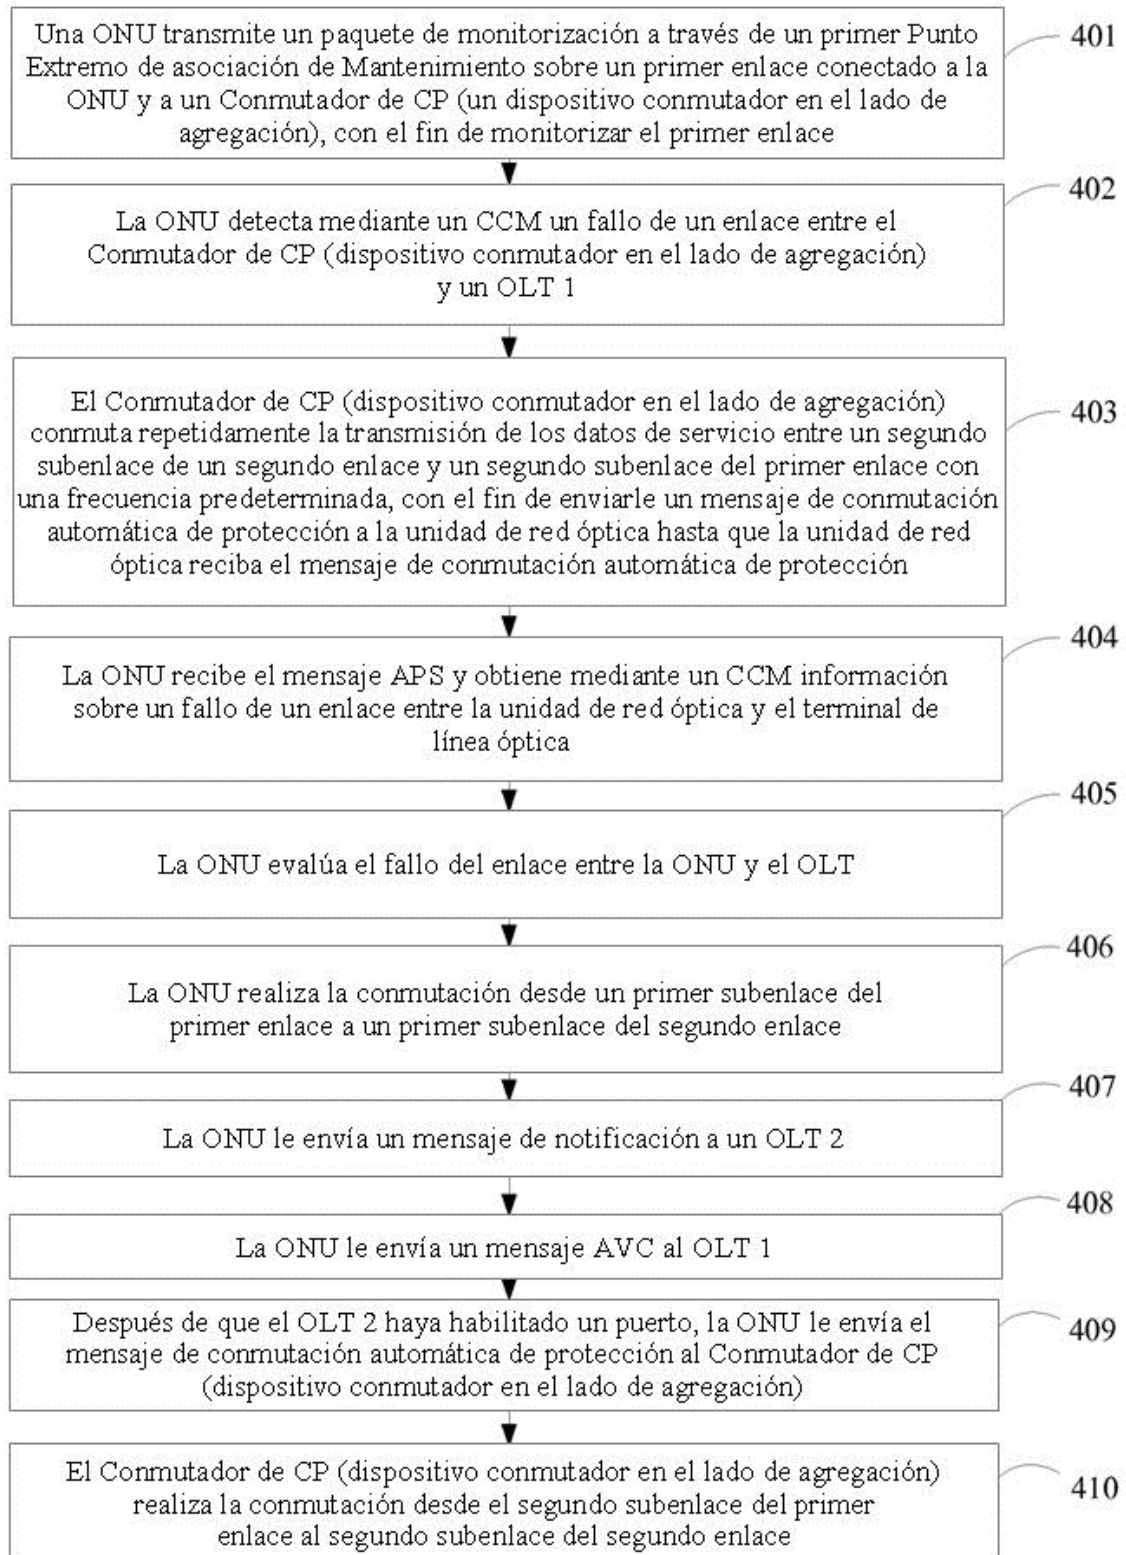 Una ONU transmite un paquete de monitorización a través de un primer Punto
Extremo de asociación de Mantenimiento sobre un primer enlace conectado a la
ONU y a un Conmutador de CP (un dispositivo conmutador en el lado de
agregación), con el fin de monitorizar el primer enlace
401
La ONU detecta mediante un CCM un fallo de un enlace entre el
Conmutador de CP (dispositivo conmutador en el lado de agregación)
y un OLT 1
402
El Conmutador de CP (dispositivo conmutador en el lado de agregación)
conmuta repetidamente la transmisión de los datos de servicio entre un segundo
subenlace de un segundo enlace y un segundo subenlace del primer enlace con
una frecuencia predeterminada, con el fin de enviarle un mensaje de conmutación
automática de protección a la unidad de red óptica hasta que la unidad de red
óptica reciba el mensaje de conmutación automática de protección
403
La ONU recibe el mensaje APS y obtiene mediante un CCM información
sobre un fallo de un enlace entre la unidad de red óptica y el terminal de
línea óptica
404
La ONU evalúa el fallo del enlace entre la ONU y el OLT
405
La ONU realiza la conmutación desde un primer subenlace del
primer enlace a un primer subenlace del segundo enlace
406
La ONU le envía un mensaje de notificación a un OLT 2
407
La ONU le envía un mensaje AVC al OLT 1
408
Después de que el OLT 2 haya habilitado un puerto, la ONU le envía el
mensaje de conmutación automática de protección al Conmutador de CP
(dispositivo conmutador en el lado de agregación)
409
El Conmutador de CP (dispositivo conmutador en el lado de agregación)
realiza la conmutación desde el segundo subenlace del primer
enlace al segundo subenlace del segundo enlace
410